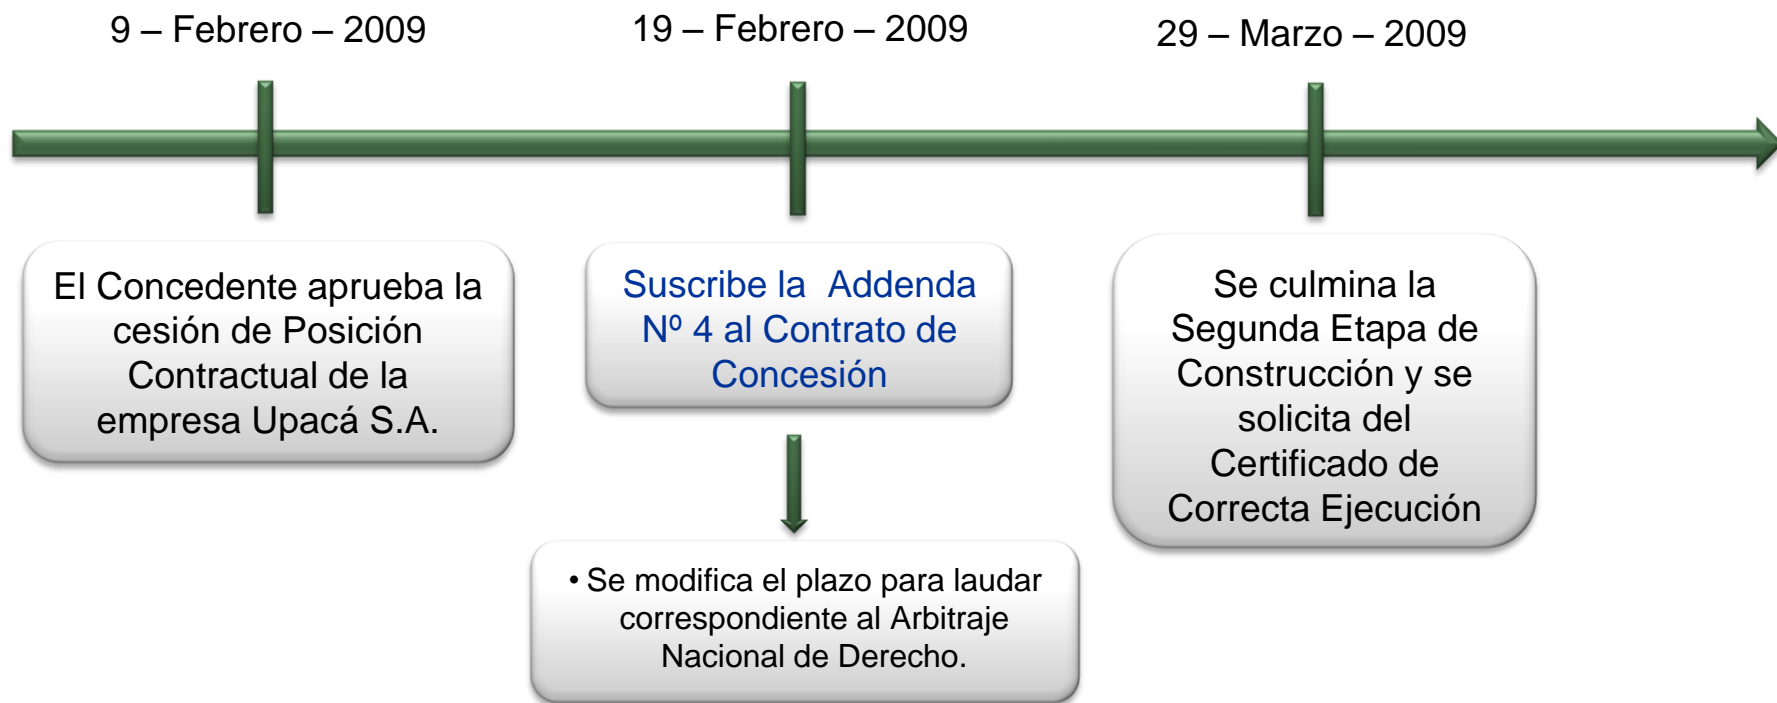 9 – Febrero – 2009
19 – Febrero – 2009
29 – Marzo – 2009
El Concedente aprueba la
cesión de Posición
Contractual de la
empresa Upacá S.A.
Suscribe la Addenda
Nº 4 al Contrato de
Concesión
Se culmina la
Segunda Etapa de
Construcción y se
solicita del
Certificado de
Correcta Ejecución
• Se modifica el plazo para laudar
correspondiente al Arbitraje
Nacional de Derecho.